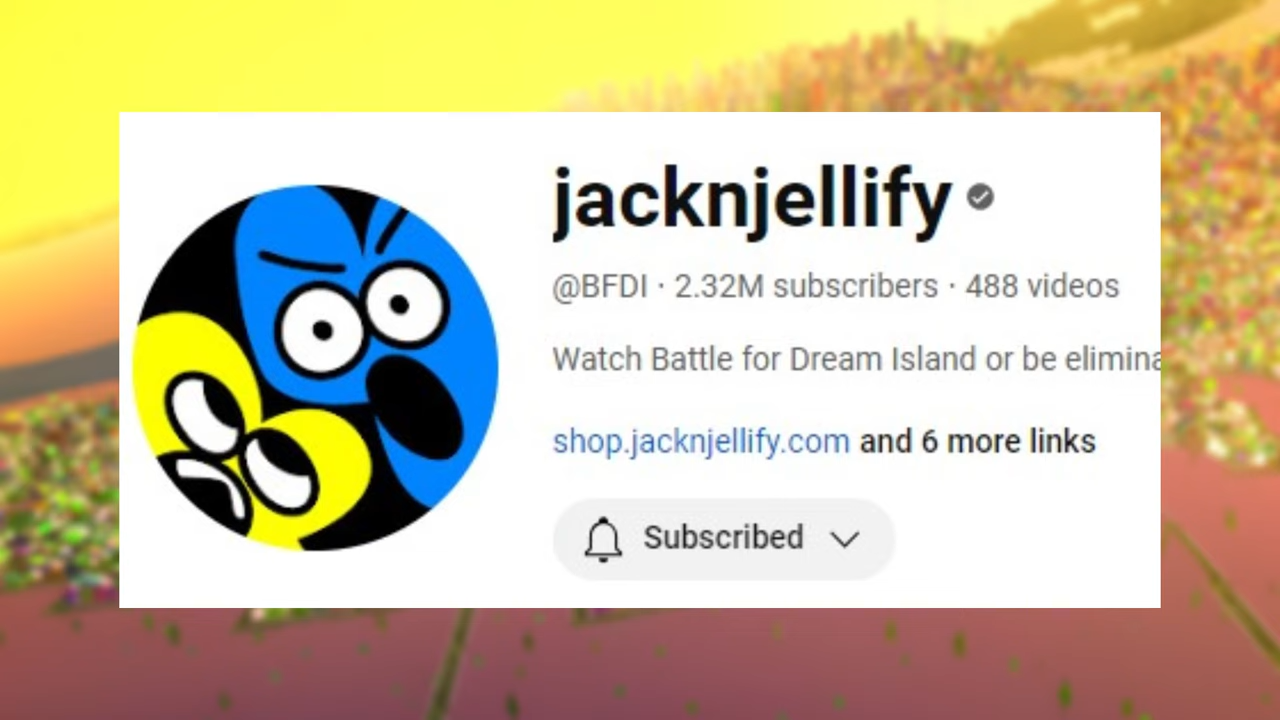 jacknjellify
@BFDI · 2.32M subscribers · 488 videos
Watch Battle for Dream Island or be elimina
shop.jacknjellify.com and 6 more links
Subscribed